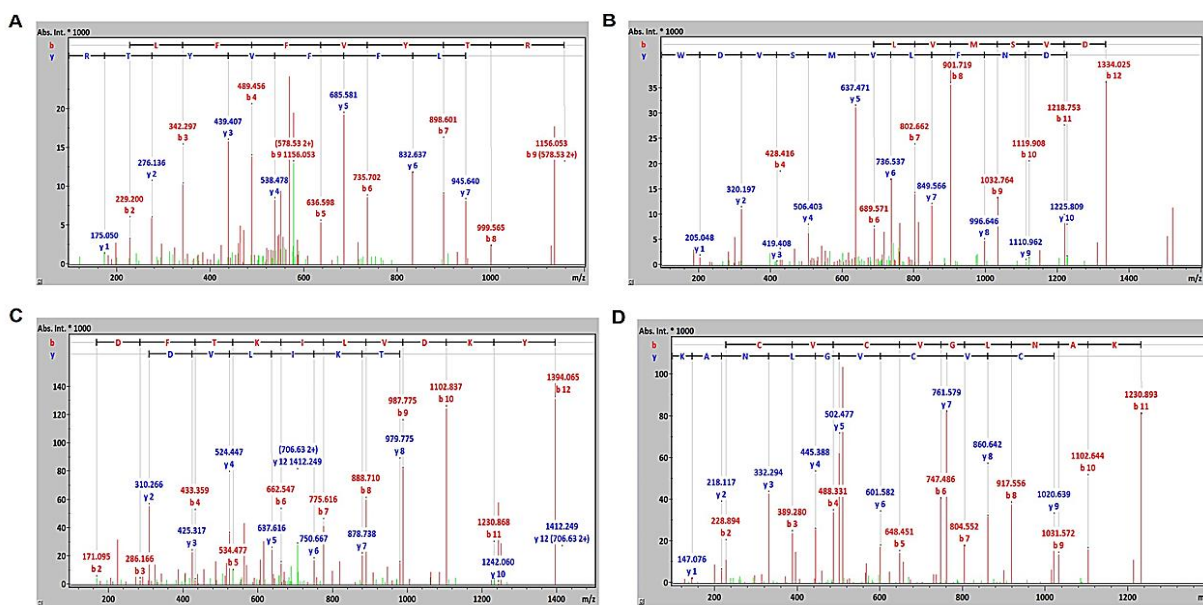 A
Abs. Int. * 1000
b L F F V Y T R
y R T Y V F F L
20
10
0
5
15
200 400 600 800 1000 m/z
175.050
y 1
229.200
b 2
276.136
y 2
342.297
b 3
439.407
y 3
489.456
b 4
538.478
y 4
(578.53 2+)
b 9 1156.053
636.598
b 5
685.581
y 5
735.702
b 6
832.637
y 6
898.601
b 7
945.640
y 7
999.565
b 8
1156.053
b 9 (578.53 2+)
B
Abs. Int. * 1000
b L V M S V D
y W D V S M V L F N D
35
30
25
20
15
10
5
0
200 400 600 800 1000 1200 1400 m/z
205.048
y 1
320.197
y 2
419.408
y 3
428.416
b 4
506.403
y 4
637.471
y 5
689.571
b 6
736.537
y 6
802.662
b 7
849.566
y 7
901.719
b 8
996.646
y 8
1032.764
b 9
1110.962
y 9
1119.908
b 10
1218.753
b 11
1225.809
y 10
1334.025
b 12
C
Abs. Int. * 1000
b D F T K I L V D K Y
y D V L I K T
140
120
100
80
60
40
20
0
200 400 600 800 1000 1200 1400 m/z
171.095
b 2
286.166
b 3
310.266
y 2
425.317
y 3
433.359
b 4
524.447
y 4
534.477
b 5
637.616
y 5
662.547
b 6
(706.63 2+)
y 12 1412.249
750.667
y 6
775.616
b 7
878.738
y 7
888.710
b 8
979.775
y 8
987.775
b 9
1102.837
b 10
1230.868
b 11
1242.060
y 10
1394.065
b 12
1412.249
y 12 (706.63 2+)
D
Abs. Int. * 1000
b C V C V G L N A K
y K A N L G V C V C
100
80
60
40
20
0
200 400 600 800 1000 1200 m/z
147.076
y 1
218.117
y 2
228.894
b 2
332.294
y 3
389.280
b 3
445.388
y 4
488.331
b 4
502.477
y 5
601.582
y 6
648.451
b 5
747.486
b 6
761.579
y 7
804.552
b 7
860.642
y 8
917.556
b 8
1020.639
y 9
1031.572
b 9
1102.644
b 10
1230.893
b 11